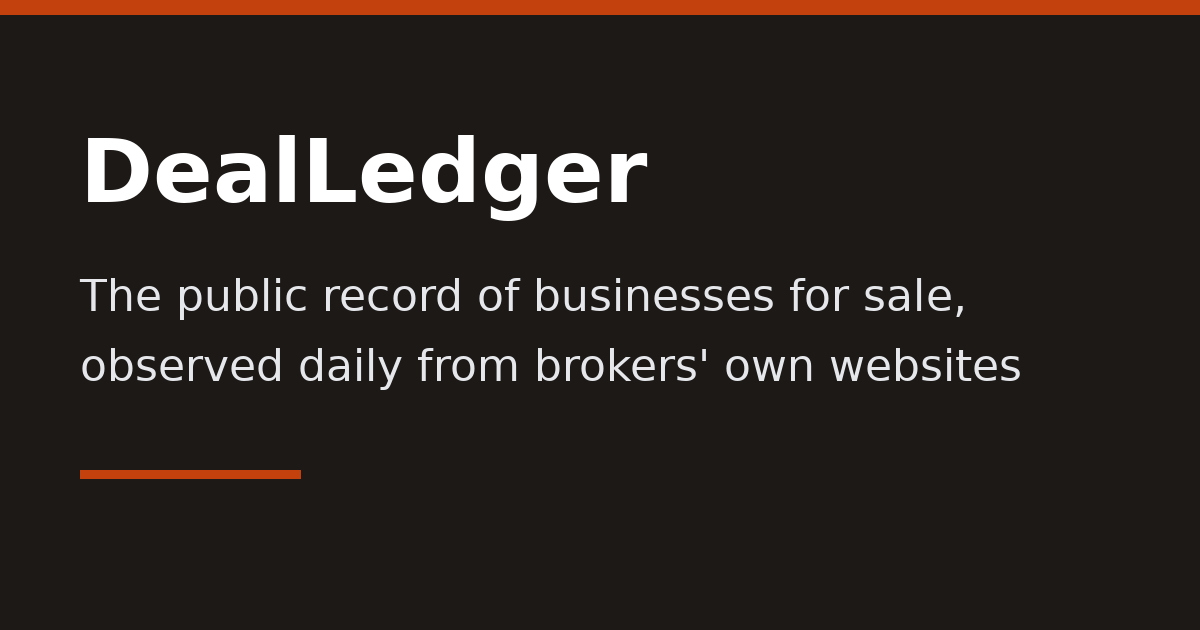 DealLedger
The public record of businesses for sale,
observed daily from brokers' own websites